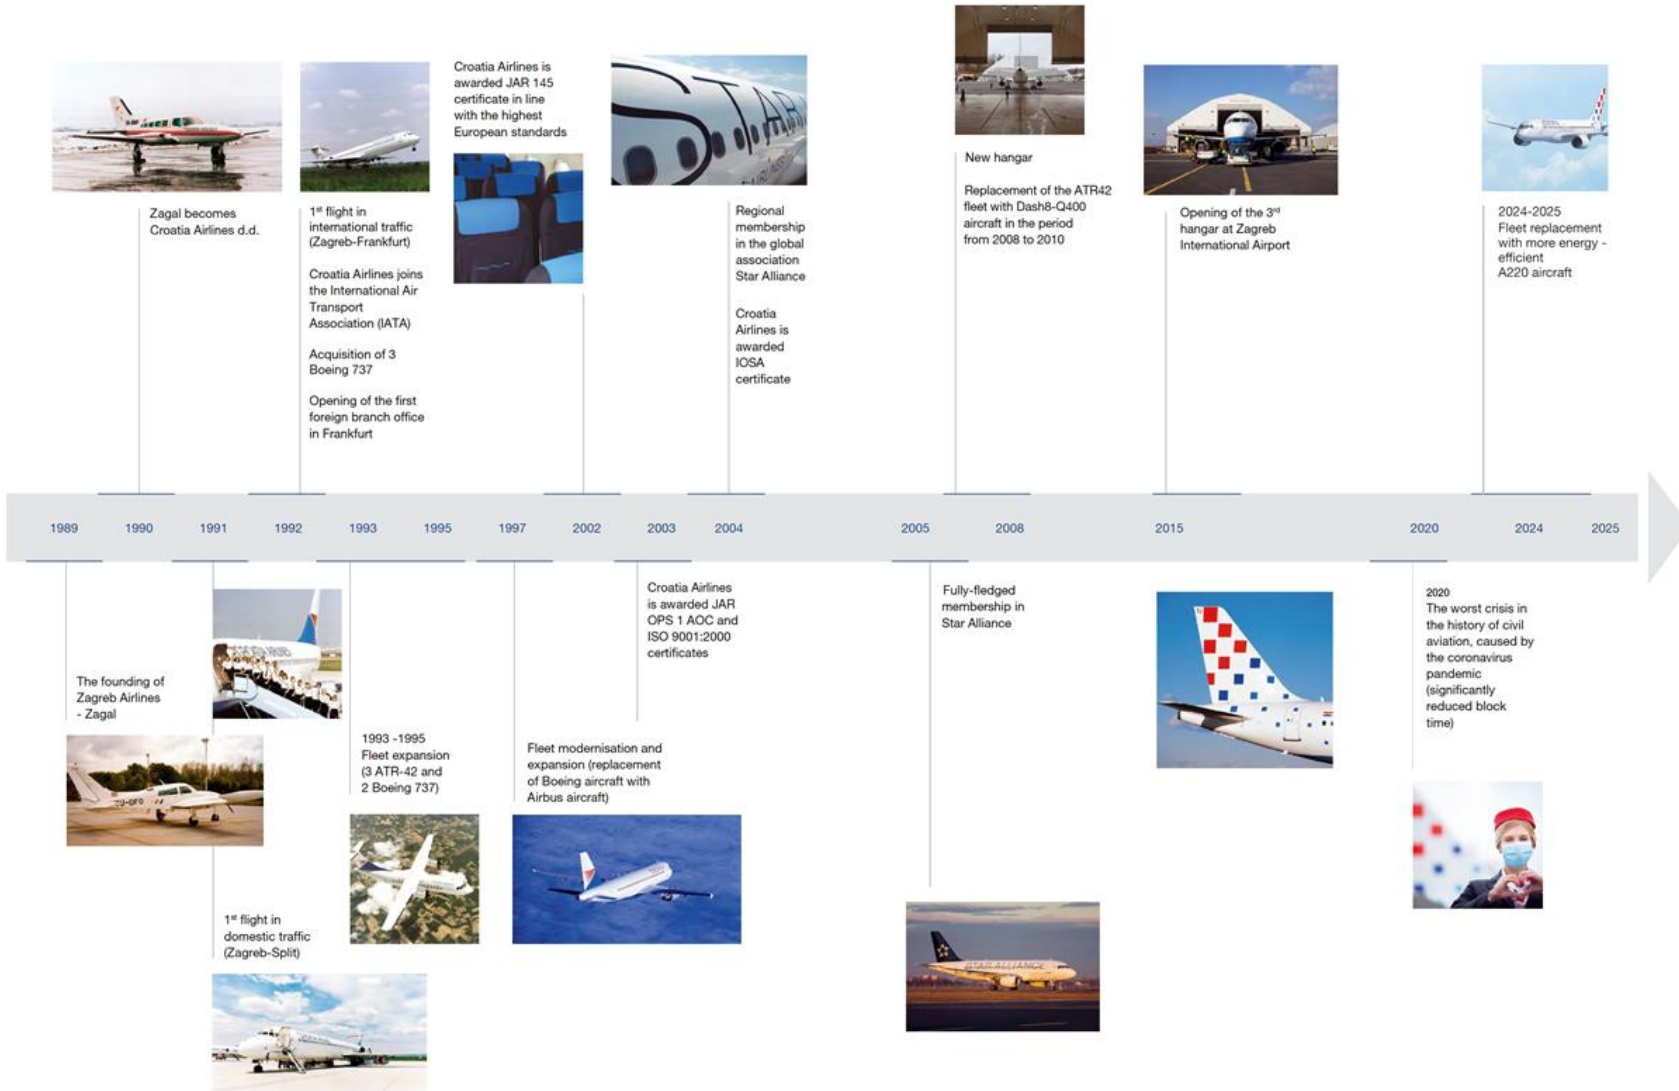 Croatia Airlines is
awarded JAR 145
certificate in line
with the highest
European standards
Zagal becomes
Croatia Airlines d.d.
1st flight in
international traffic
(Zagreb-Frankfurt)
Croatia Airlines joins
the International Air
Transport
Association (IATA)
Acquisition of 3
Boeing 737
Opening of the first
foreign branch office
in Frankfurt
STAR
Regional
membership
in the global
association
Star Alliance
Croatia
Airlines is
awarded
IOSA
certificate
New hangar
Replacement of the ATR42
fleet with Dash8-Q400
aircraft in the period
from 2008 to 2010
Opening of the 3rd
hangar at Zagreb
International Airport
2024-2025
Fleet replacement
with more energy -
efficient
A220 aircraft
1989 1990 1991 1992 1993 1995 1997 2002 2003 2004 2005 2008 2015 2020 2024 2025
The founding of
Zagreb Airlines
- Zagal
CROATIA AIRLINES
1st flight in
domestic traffic
(Zagreb-Split)
1993 -1995
Fleet expansion
(3 ATR-42 and
2 Boeing 737)
Fleet modernisation and
expansion (replacement
of Boeing aircraft with
Airbus aircraft)
Croatia Airlines
is awarded JAR
OPS 1 AOC and
ISO 9001:2000
certificates
Fully-fledged
membership in
Star Alliance
STAR ALLIANCE
2020
The worst crisis in
the history of civil
aviation, caused by
the coronavirus
pandemic
(significantly
reduced block
time)